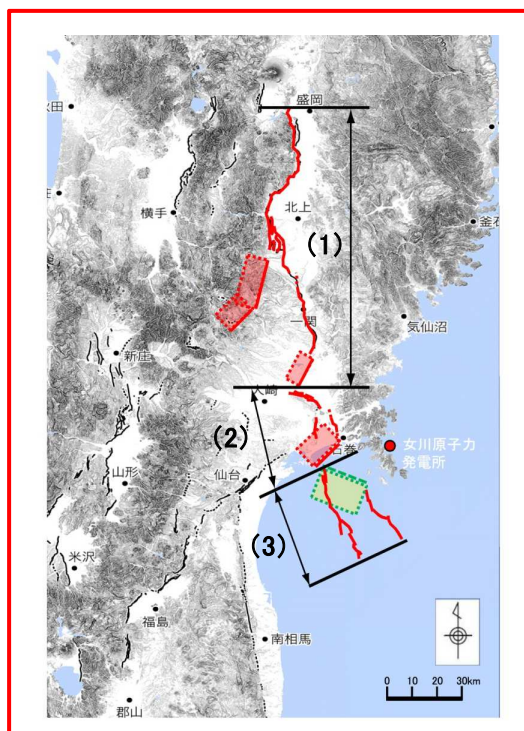 盛岡
秋田
横手
北上
釜石
(1)
一関
気仙沼
新庄
大崎
(2)
石巻
女川原子力
発電所
仙台
山形
(3)
米沢
福島
南相馬
0 10 20 30km
郡山